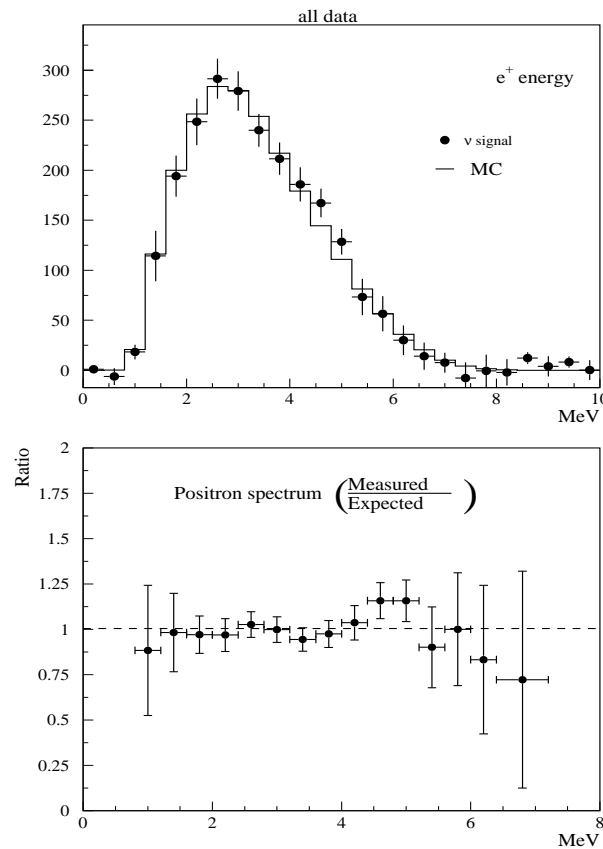 all data
e+ energy
ν signal
MC
300
250
200
150
100
50
0
0 2 4 6 8 10
MeV
Ratio
Positron spectrum (Measured
Expected)
2
1.75
1.5
1.25
1
0.75
0.5
0.25
0
0 2 4 6 8
MeV